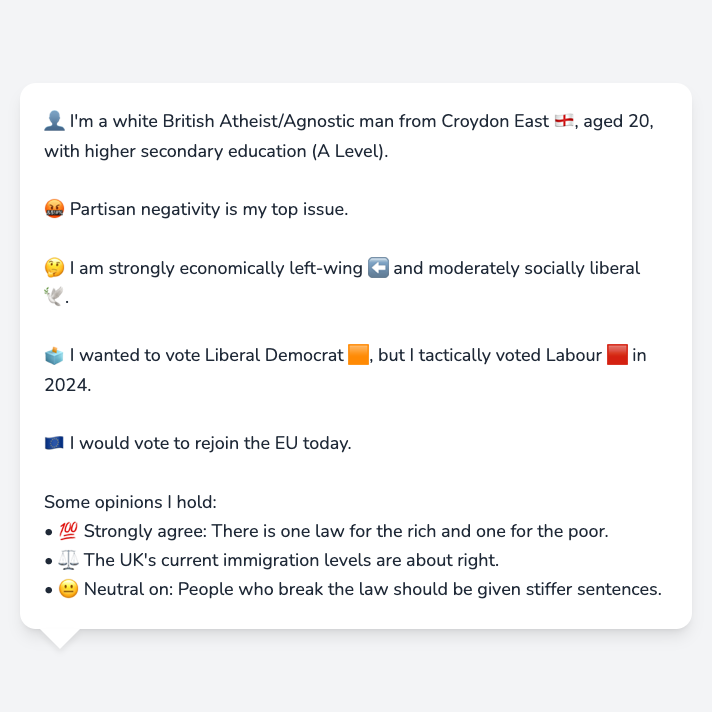 👤 I'm a white British Atheist/Agnostic man from Croydon East 🏴󠁧󠁢󠁥󠁮󠁧󠁿, aged 20,
with higher secondary education (A Level).
🤬 Partisan negativity is my top issue.
🤔 I am strongly economically left-wing ⬅️ and moderately socially liberal
🕊️.
🗳️ I wanted to vote Liberal Democrat 🟧, but I tactically voted Labour 🟥 in
2024.
🇪🇺 I would vote to rejoin the EU today.
Some opinions I hold:
• 💯 Strongly agree: There is one law for the rich and one for the poor.
• ⚖️ The UK's current immigration levels are about right.
• 😐 Neutral on: People who break the law should be given stiffer sentences.